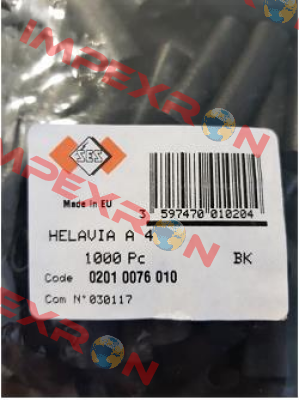 SES
Made in EU
3 597470 010204
HELAVIA A 4
1000 Pc BK
Code 0201 0076 010
Com N°030117
IMPEXRON
IMPEXRON